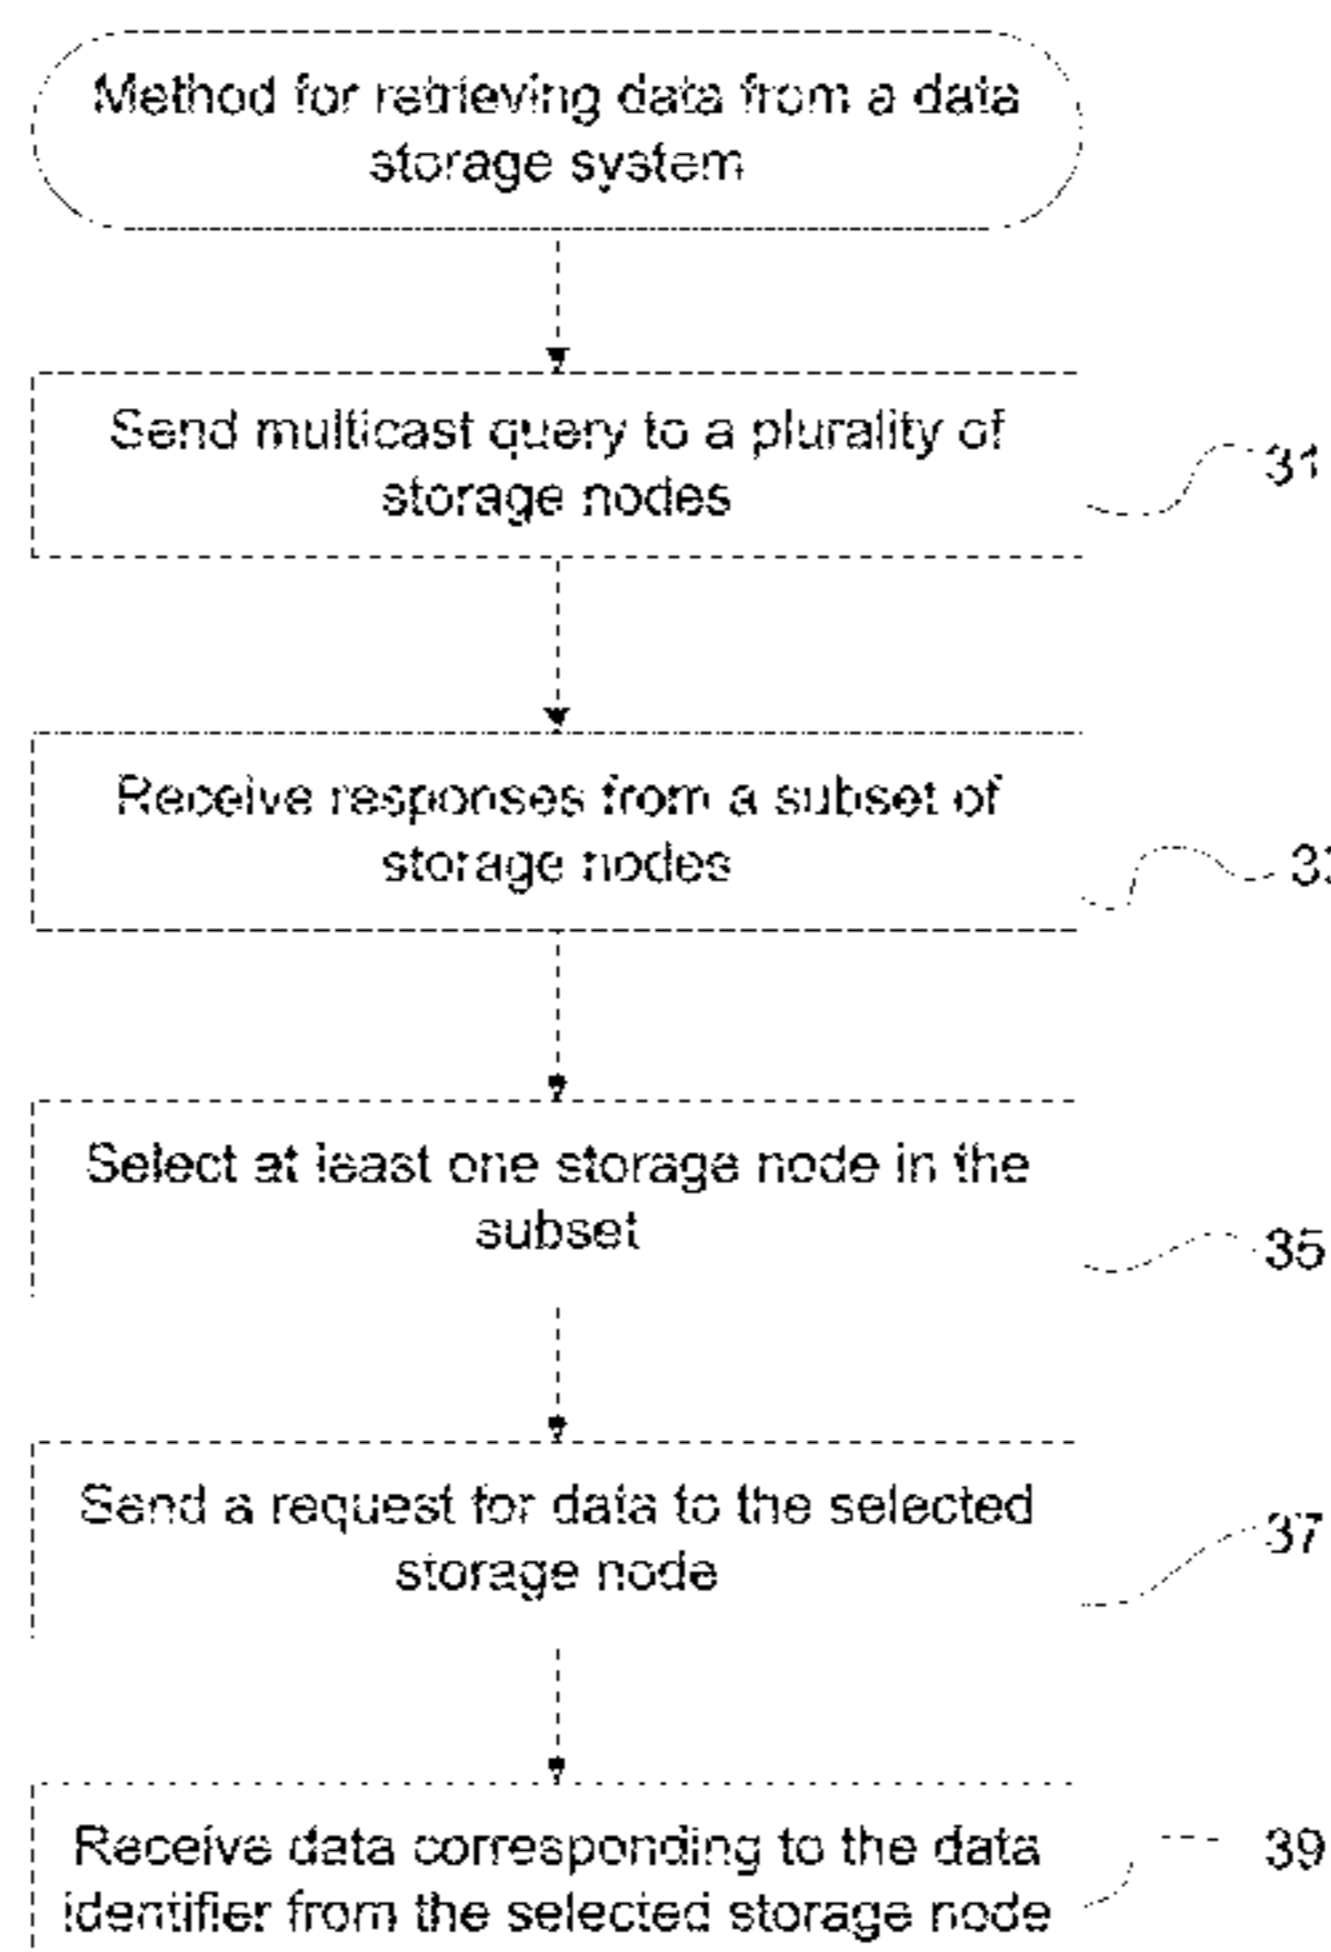 Method for retrieving data from a data
storage system
Send multicast query to a plurality of
storage nodes
31
Receive responses from a subset of
storage nodes
Select at least one storage node in the
subset
35
Send a request for data to the selected
storage node
37
Receive data corresponding to the data
identifier from the selected storage node
39